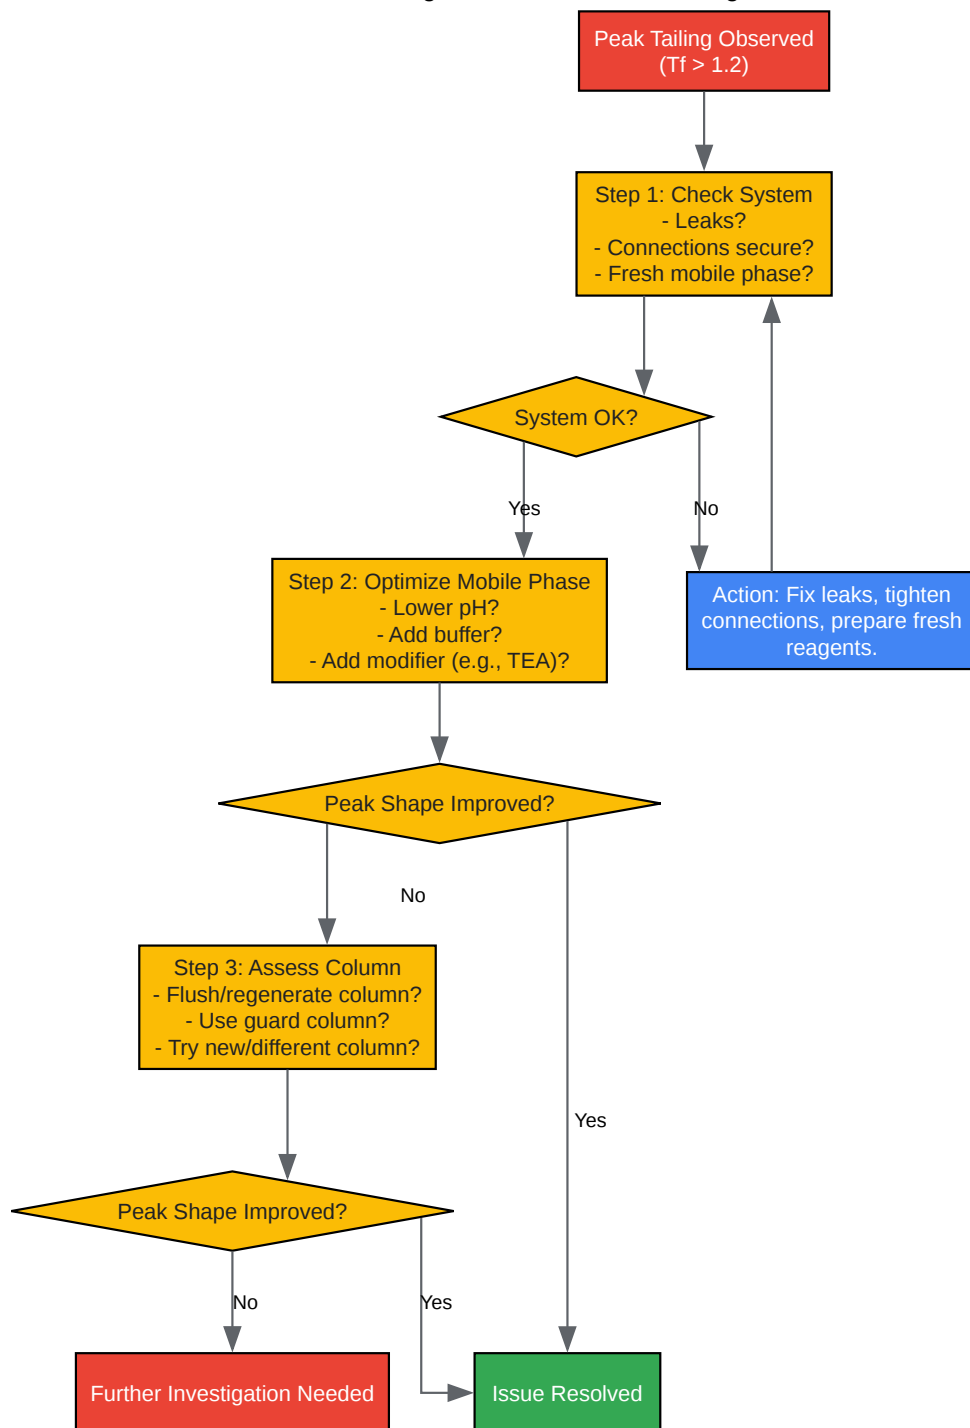 Peak Tailing Observed
(Tf > 1.2)
Step 1: Check System
- Leaks?
- Connections secure?
- Fresh mobile phase?
System OK?
Yes
No
Step 2: Optimize Mobile Phase
- Lower pH?
- Add buffer?
- Add modifier (e.g., TEA)?
Action: Fix leaks, tighten
connections, prepare fresh
reagents.
Peak Shape Improved?
No
Step 3: Assess Column
- Flush/regenerate column?
- Use guard column?
- Try new/different column?
Yes
Peak Shape Improved?
No
Yes
Further Investigation Needed
Issue Resolved